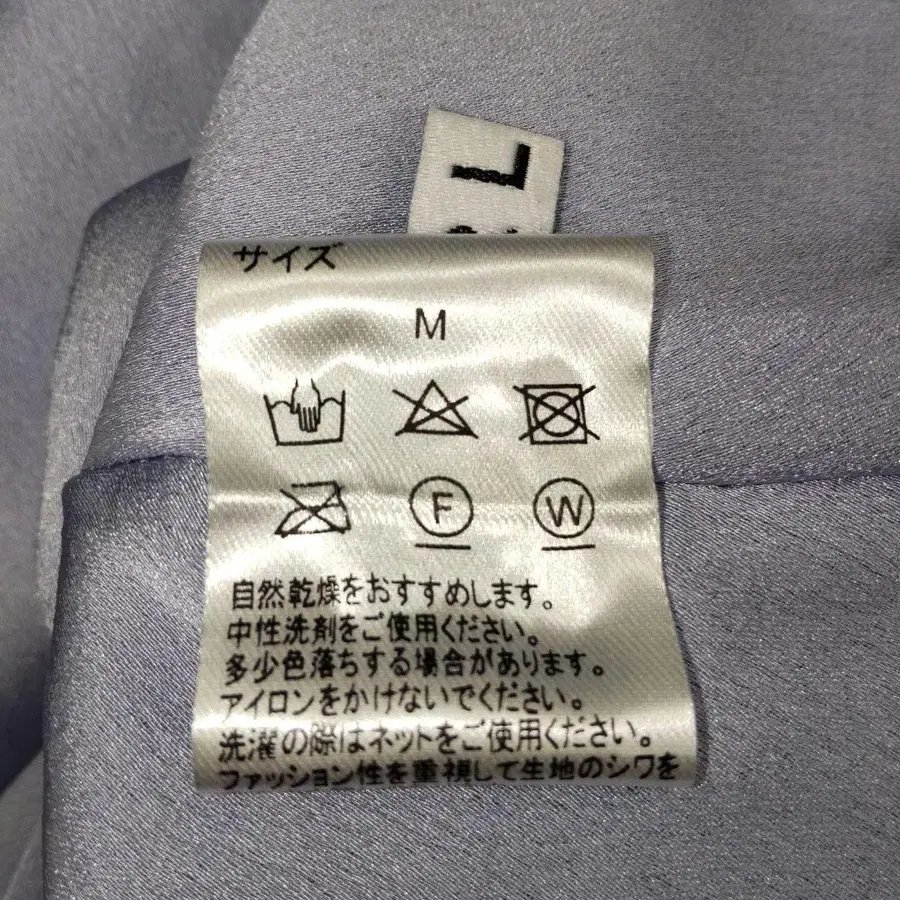 L
サイズ
M
F W
自然乾燥をおすすめします。
中性洗剤をご使用ください。
多少色落ちする場合があります。
アイロンをかけないでください。
洗濯の際はネットをご使用ください。
ファッション性を重視して生地のシワを